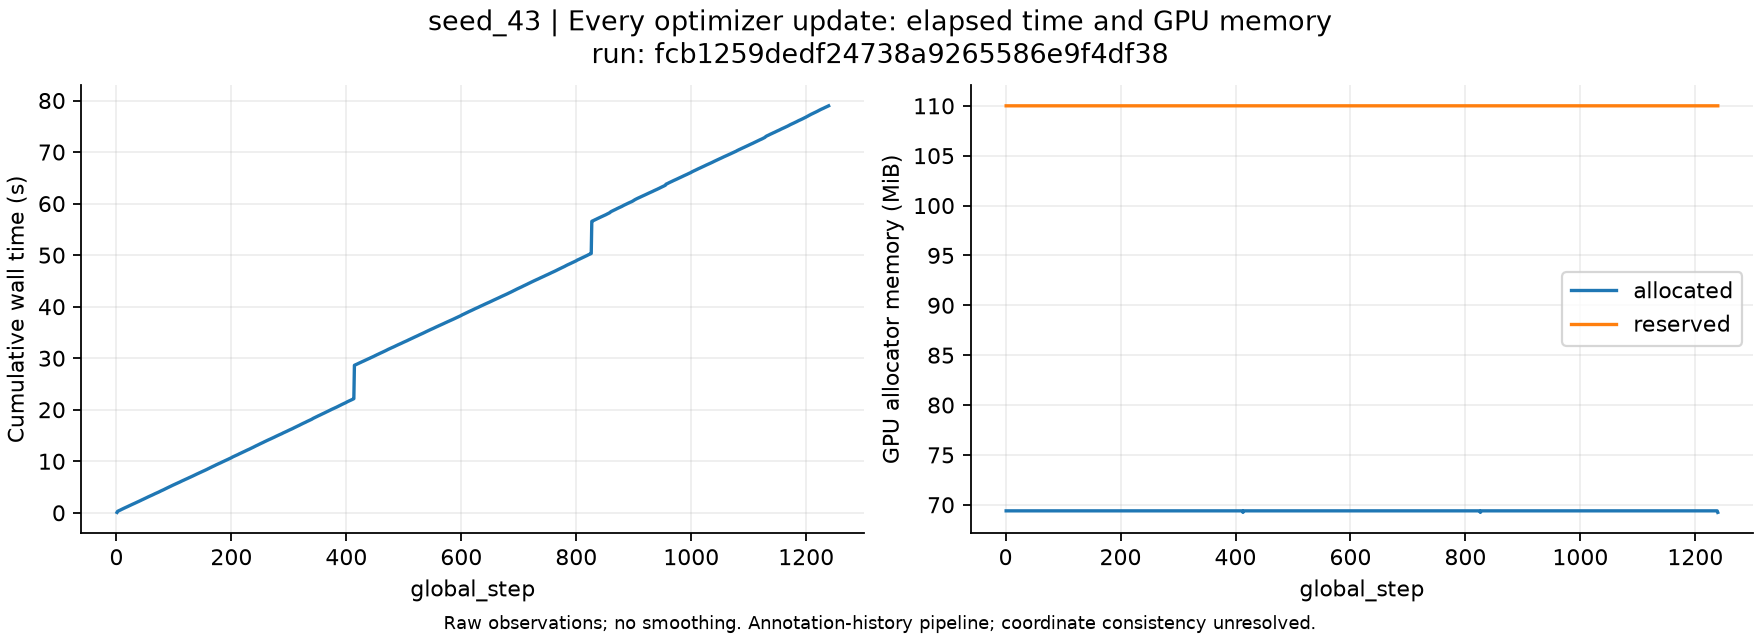 seed_43 | Every optimizer update: elapsed time and GPU memory
run: fcb1259dedf24738a9265586e9f4df38
Cumulative wall time (s)
80
70
60
50
40
30
20
10
0
0 200 400 600 800 1000 1200
global_step
GPU allocator memory (MiB)
110
105
100
95
90
85
80
75
70
allocated
reserved
0 200 400 600 800 1000 1200
global_step
Raw observations; no smoothing. Annotation-history pipeline; coordinate consistency unresolved.